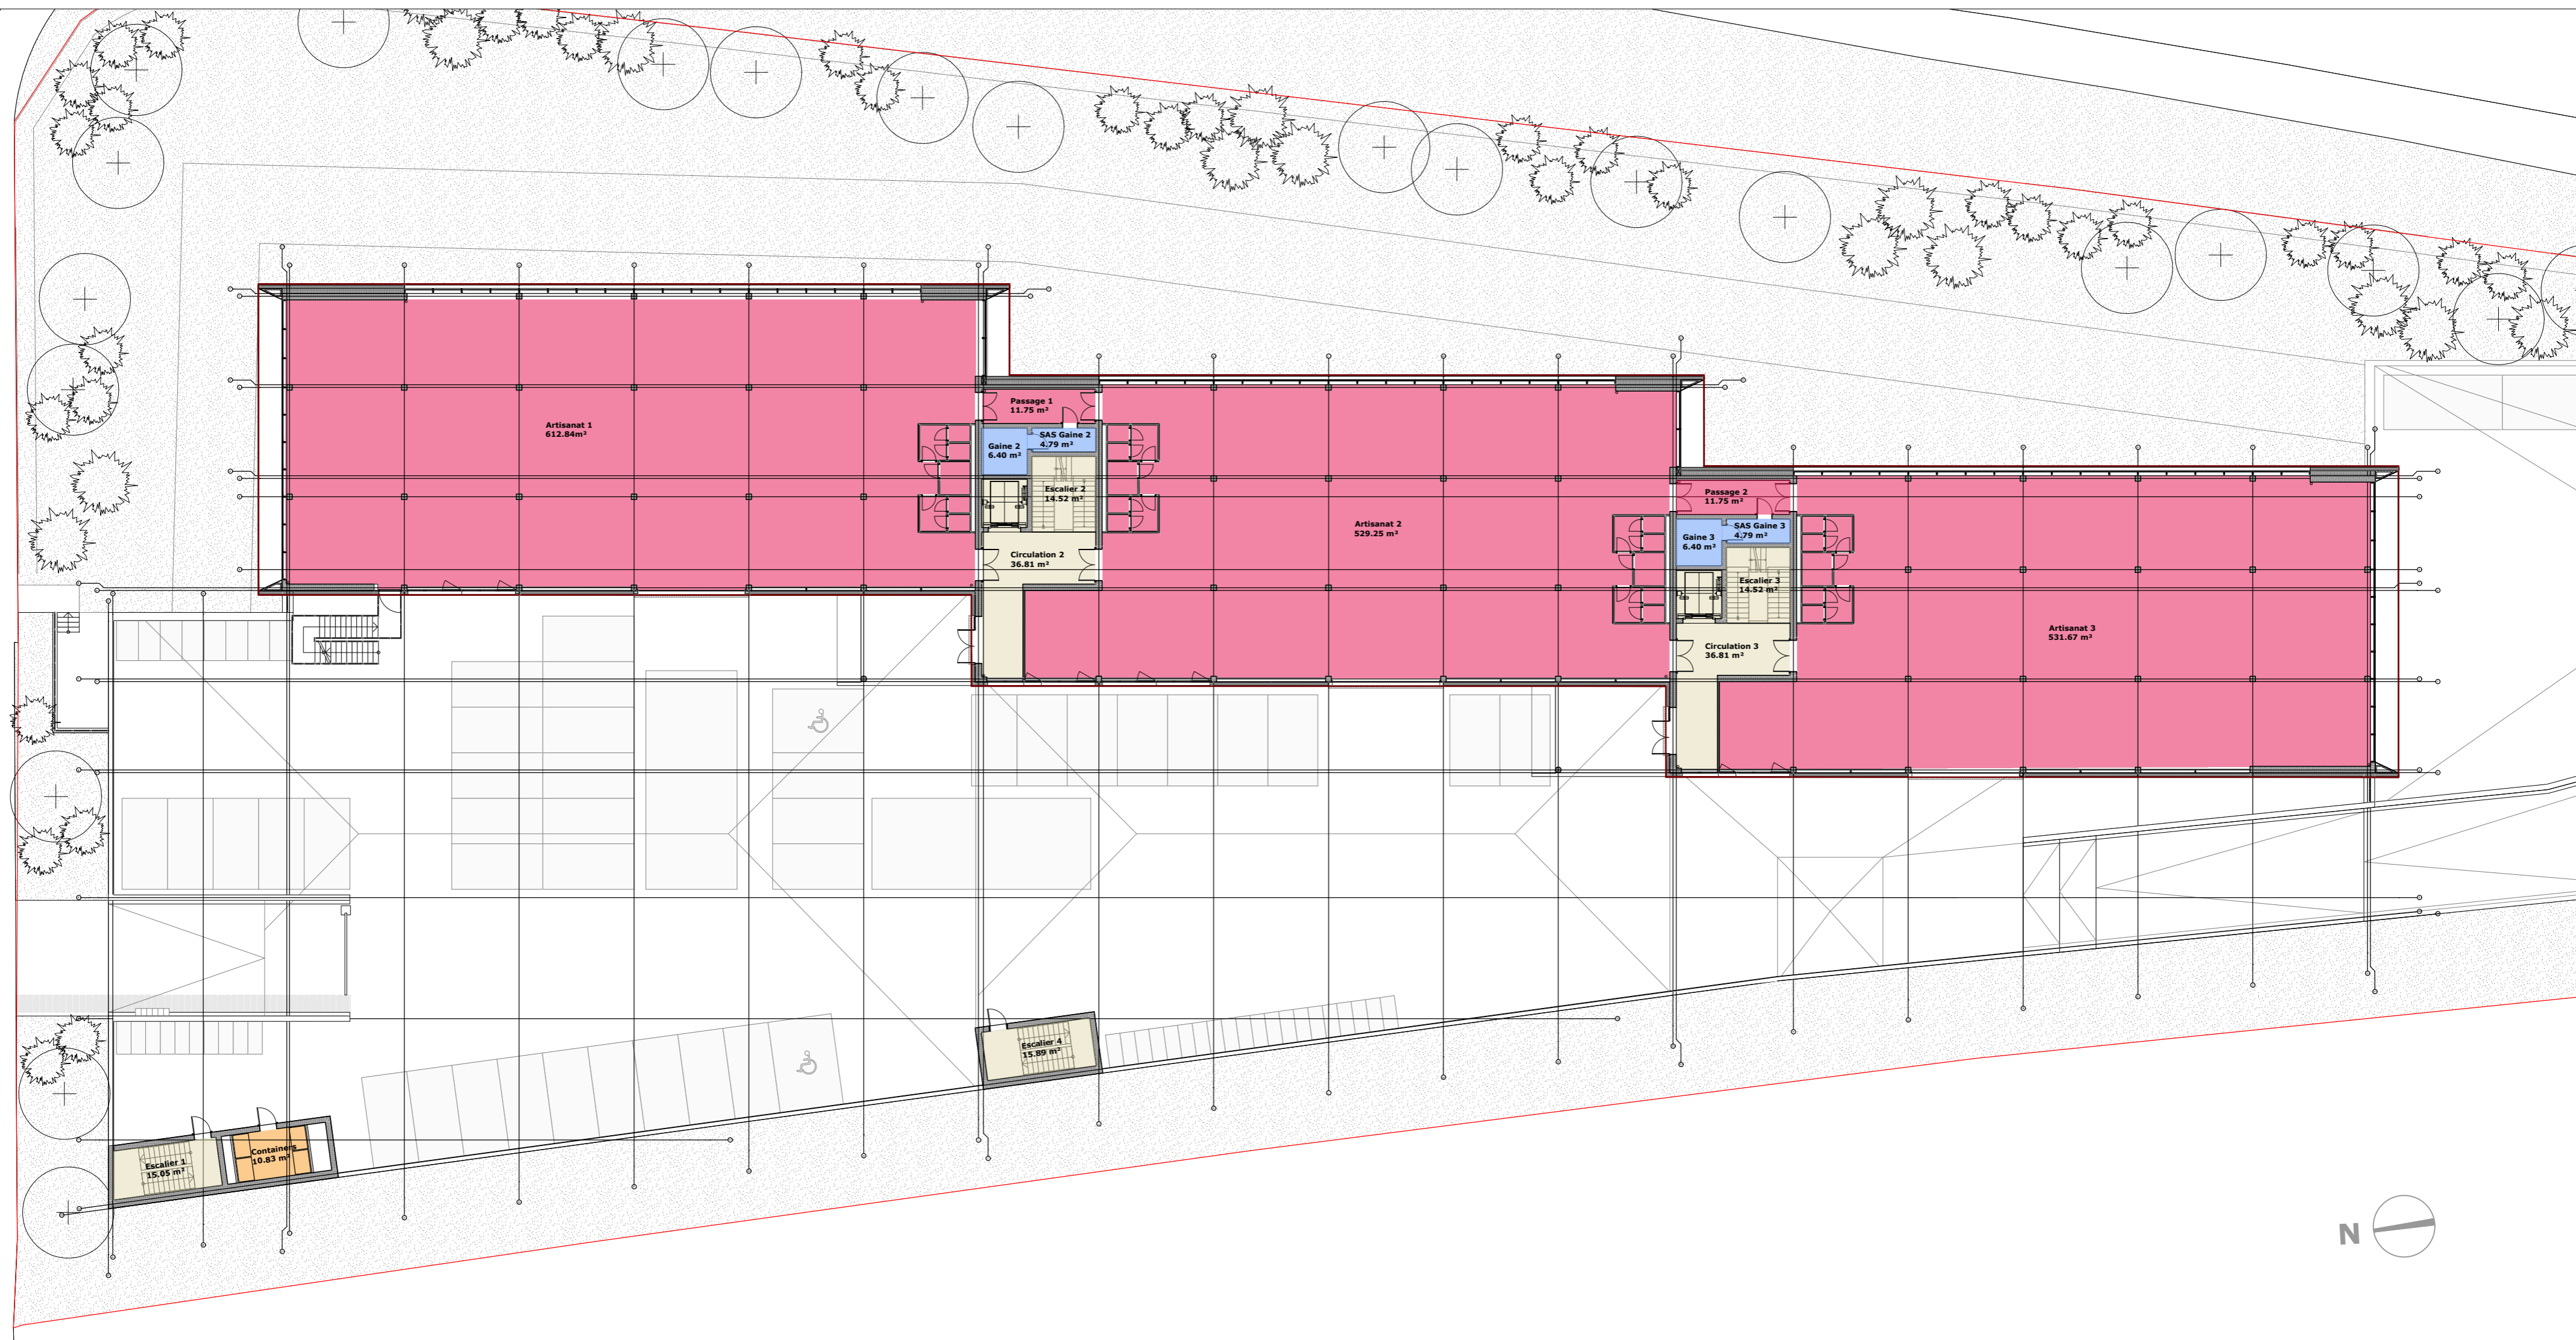 Artisanat 1
612.84m²
Passage 1
11.75 m²
SAS Gaine 2
4.79 m²
Gaine 2
6.40 m²
Escalier 2
14.52 m²
Circulation 2
36.81 m²
Artisanat 2
529.25 m²
Passage 2
11.75 m²
SAS Gaine 3
4.79 m²
Gaine 3
6.40 m²
Escalier 3
14.52 m²
Circulation 3
36.81 m²
Artisanat 3
531.67 m²
Escalier 4
15.89 m²
Escalier 1
15.05 m²
Containers
10.83 m²
N